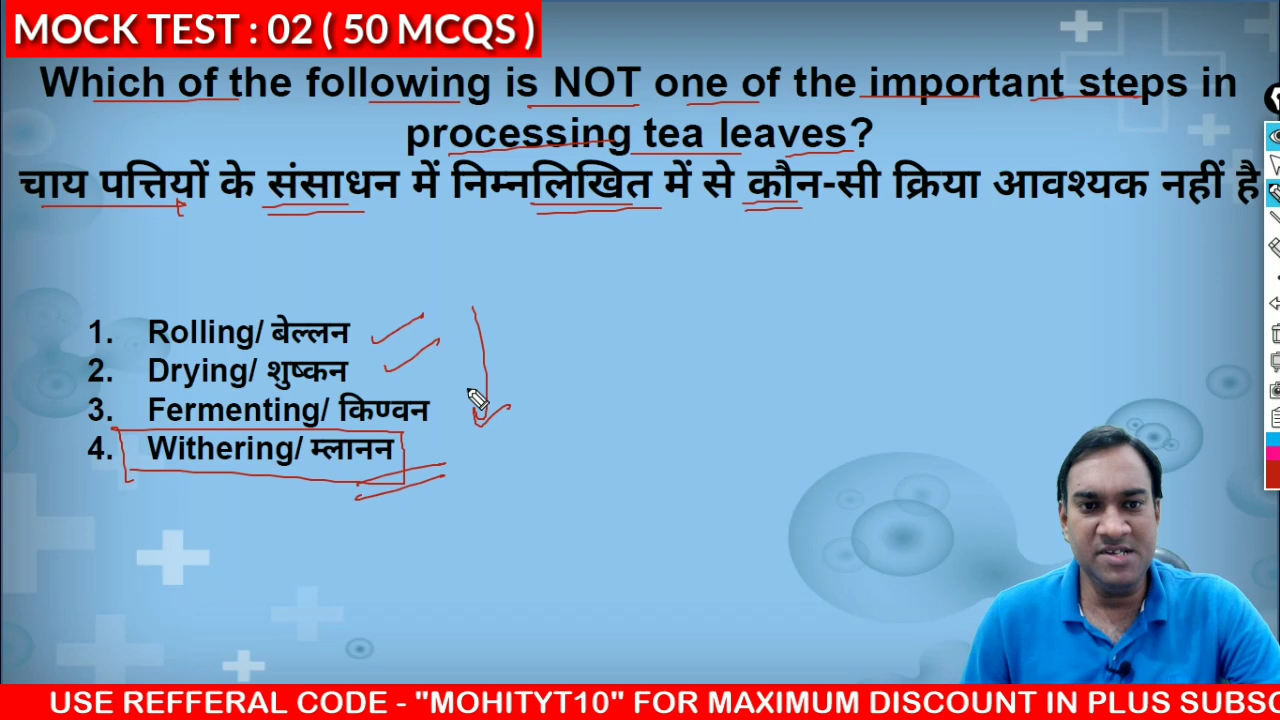 MOCK TEST : 02 ( 50 MCQS )
Which of the following is NOT one of the important steps in
processing tea leaves?
चाय पत्तियों के संसाधन में निम्नलिखित में से कौन-सी क्रिया आवश्यक नहीं है
1. Rolling/ बेल्लन
2. Drying/ शुष्कन
3. Fermenting/ किण्वन
4. Withering/ म्लानन
USE REFFERAL CODE - "MOHITYT10" FOR MAXIMUM DISCOUNT IN PLUS SUBSC